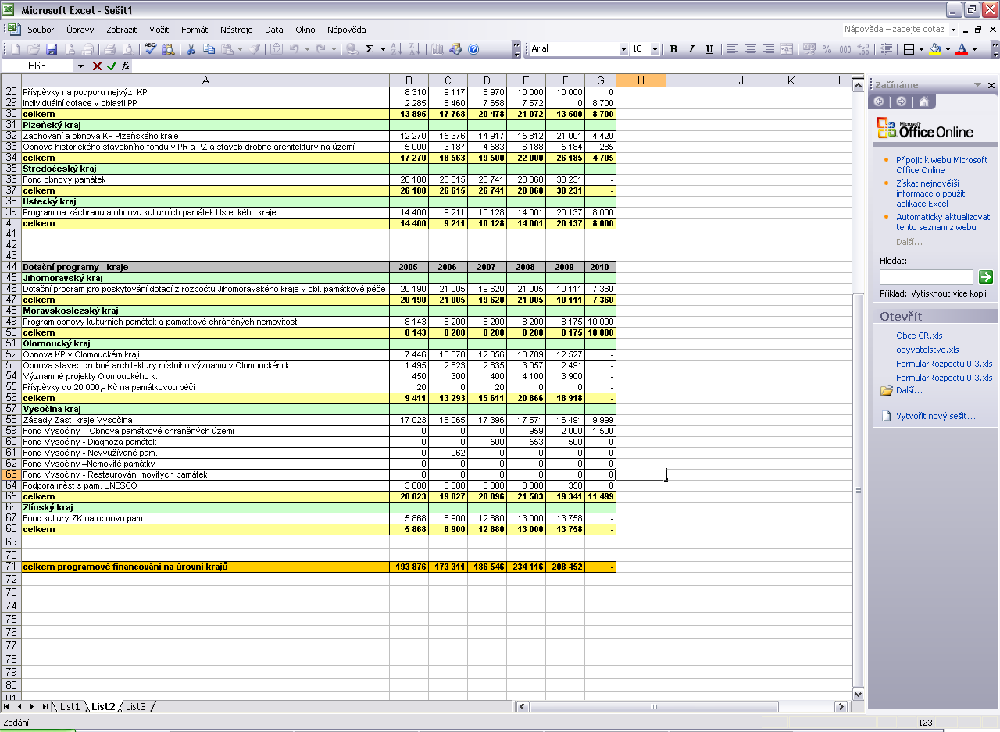 Microsoft Excel - Sešit1
Soubor Úpravy Zobrazit Vložit Formát Nástroje Data Okno Nápověda
Nápověda – zadejte dotaz
Arial 10 B I U
H63 fx
A B C D E F G H I J K L
28 Příspěvky na podporu nejvýz. KP 8 310 9 117 8 970 10 000 10 000 0
29 Individuální dotace v oblasti PP 2 285 5 460 7 658 7 572 0 8 700
30 celkem 13 895 17 768 20 478 21 072 13 500 8 700
31 Plzeňský kraj
32 Zachování a obnova KP Plzeňského kraje 12 270 15 376 14 917 15 812 21 001 4 420
33 Obnova historického stavebního fondu v PR a PZ a staveb drobné architektury na území 5 000 3 187 4 583 6 188 5 184 285
34 celkem 17 270 18 563 19 500 22 000 26 185 4 705
35 Středočeský kraj
36 Fond obnovy památek 26 100 26 615 26 741 28 060 30 231 -
37 celkem 26 100 26 615 26 741 28 060 30 231 -
38 Ústecký kraj
39 Program na záchranu a obnovu kulturních památek Ústeckého kraje 14 400 9 211 10 128 14 001 20 137 8 000
40 celkem 14 400 9 211 10 128 14 001 20 137 8 000
41
42
43
44 Dotační programy - kraje 2005 2006 2007 2008 2009 2010
45 Jihomoravský kraj
46 Dotační program pro poskytování dotací z rozpočtu Jihomoravského kraje v obl. památkové péče 20 190 21 005 19 620 21 005 10 111 7 360
47 celkem 20 190 21 005 19 620 21 005 10 111 7 360
48 Moravskoslezský kraj
49 Program obnovy kulturních památek a památkově chráněných nemovitostí 8 143 8 200 8 200 8 200 8 175 10 000
50 celkem 8 143 8 200 8 200 8 200 8 175 10 000
51 Olomoucký kraj
52 Obnova KP v Olomouckém kraji 7 446 10 370 12 356 13 709 12 527 -
53 Obnova staveb drobné architektury místního významu v Olomouckém k 1 495 2 623 2 835 3 057 2 491 -
54 Významné projekty Olomouckého k. 450 300 400 4 100 3 900 -
55 Příspěvky do 20 000,- Kč na památkovou péči 20 0 20 0 0 -
56 celkem 9 411 13 293 15 611 20 866 18 918 -
57 Vysočina kraj
58 Zásady Zast. kraje Vysočina 17 023 15 065 17 396 17 571 16 491 9 999
59 Fond Vysočiny – Obnova památkově chráněných území 0 0 0 959 2 000 1 500
60 Fond Vysočiny - Diagnóza památek 0 0 500 553 500 0
61 Fond Vysočiny - Nevyužívané pam. 0 962 0 0 0 0
62 Fond Vysočiny –Nemovité památky 0 0 0 0 0 0
63 Fond Vysočiny - Restaurování movitých památek 0 0 0 0 0 0
64 Podpora měst s pam. UNESCO 3 000 3 000 3 000 3 000 350 0
65 celkem 20 023 19 027 20 896 21 583 19 341 11 499
66 Zlínský kraj
67 Fond kultury ZK na obnovu pam. 5 868 8 900 12 880 13 000 13 758 -
68 celkem 5 868 8 900 12 880 13 000 13 758 -
69
70
71 celkem programové financování na úrovni krajů 193 876 173 311 186 546 234 116 208 452 -
72
73
74
75
76
77
78
79
80
81
List1 List2 List3
Zadání
123
Začínáme
Microsoft
Office Online
Připojit k webu Microsoft
Office Online
Získat nejnovější
informace o použití
aplikace Excel
Automaticky aktualizovat
tento seznam z webu
Další...
Hledat:
Příklad: Vytisknout více kopií
Otevřít
Obce CR.xls
obyvatelstvo.xls
FormularRozpoctu 0.3.xls
FormularRozpoctu 0.3.xls
Další...
Vytvořit nový sešit...